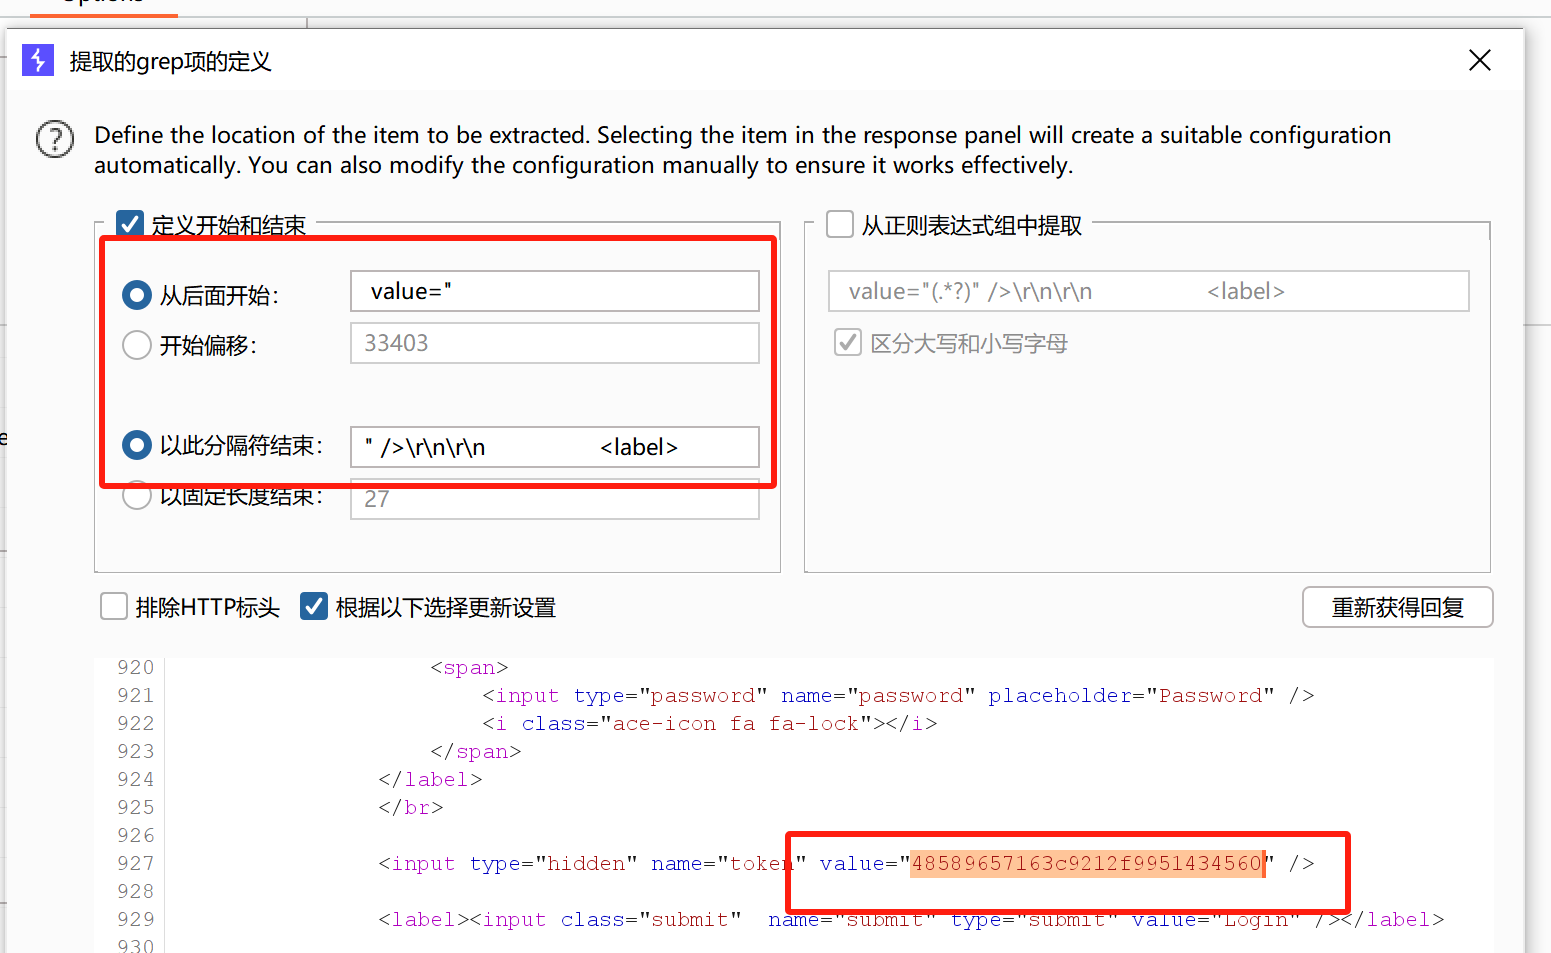 Options
提取的grep项的定义
Define the location of the item to be extracted. Selecting the item in the response panel will create a suitable configuration
automatically. You can also modify the configuration manually to ensure it works effectively.
定义开始和结束
从后面开始:
value="
开始偏移:
33403
以此分隔符结束:
" />\r\n\r\n                <label>
以固定长度结束:
27
从正则表达式组中提取
value="(.*?)" />\r\n\r\n                <label>
区分大写和小写字母
排除HTTP标头
根据以下选择更新设置
重新获得回复
920 <span>
921 <input type="password" name="password" placeholder="Password" />
922 <i class="ace-icon fa fa-lock"></i>
923 </span>
924 </label>
925 </br>
926
927 <input type="hidden" name="token" value="48589657163c9212f9951434560" />
928
929 <label><input class="submit"  name="submit" type="submit" value="Login" /></label>
930